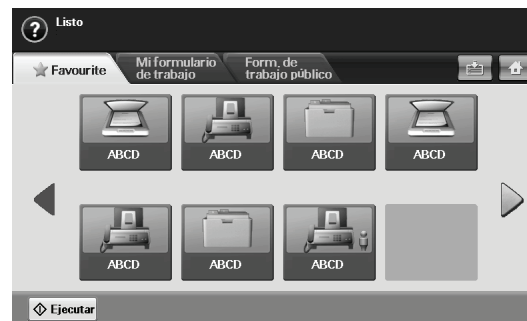 Listo
Favourite
Mi formulario
de trabajo
Form. de
trabajo público
ABCD ABCD ABCD ABCD
ABCD ABCD ABCD
Ejecutar